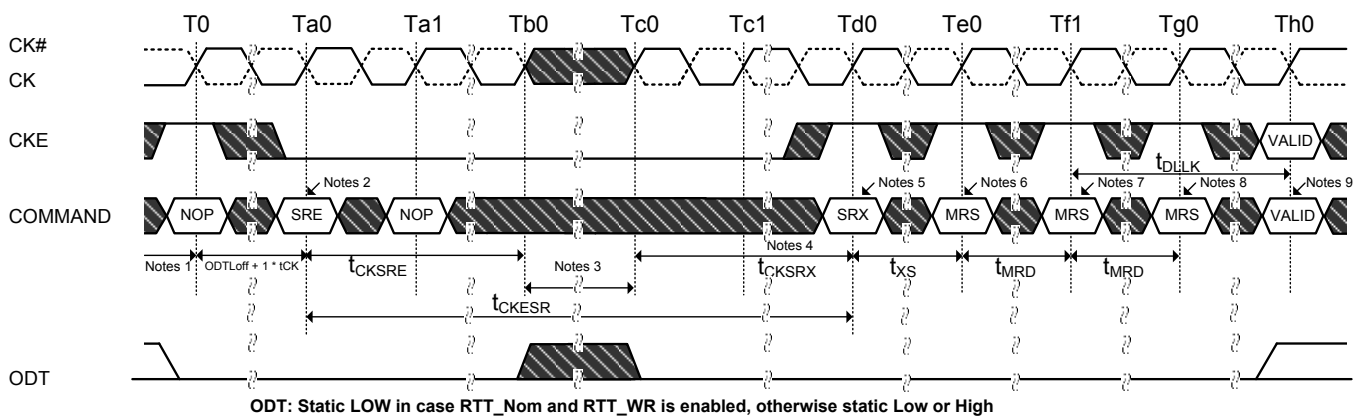 T0 Ta0 Ta1 Tb0 Tc0 Tc1 Td0 Te0 Tf1 Tg0 Th0
CK#
CK
CKE
VALID
tDLLK
Notes 2 Notes 5 Notes 6 Notes 7 Notes 8 Notes 9
COMMAND NOP SRE NOP SRX MRS MRS MRS VALID
Notes 1 ODTLoff + 1 * tCK tCKSRE Notes 3 Notes 4 tCKSRX tXS tMRD tMRD
tCKESR
ODT
ODT: Static LOW in case RTT_Nom and RTT_WR is enabled, otherwise static Low or High